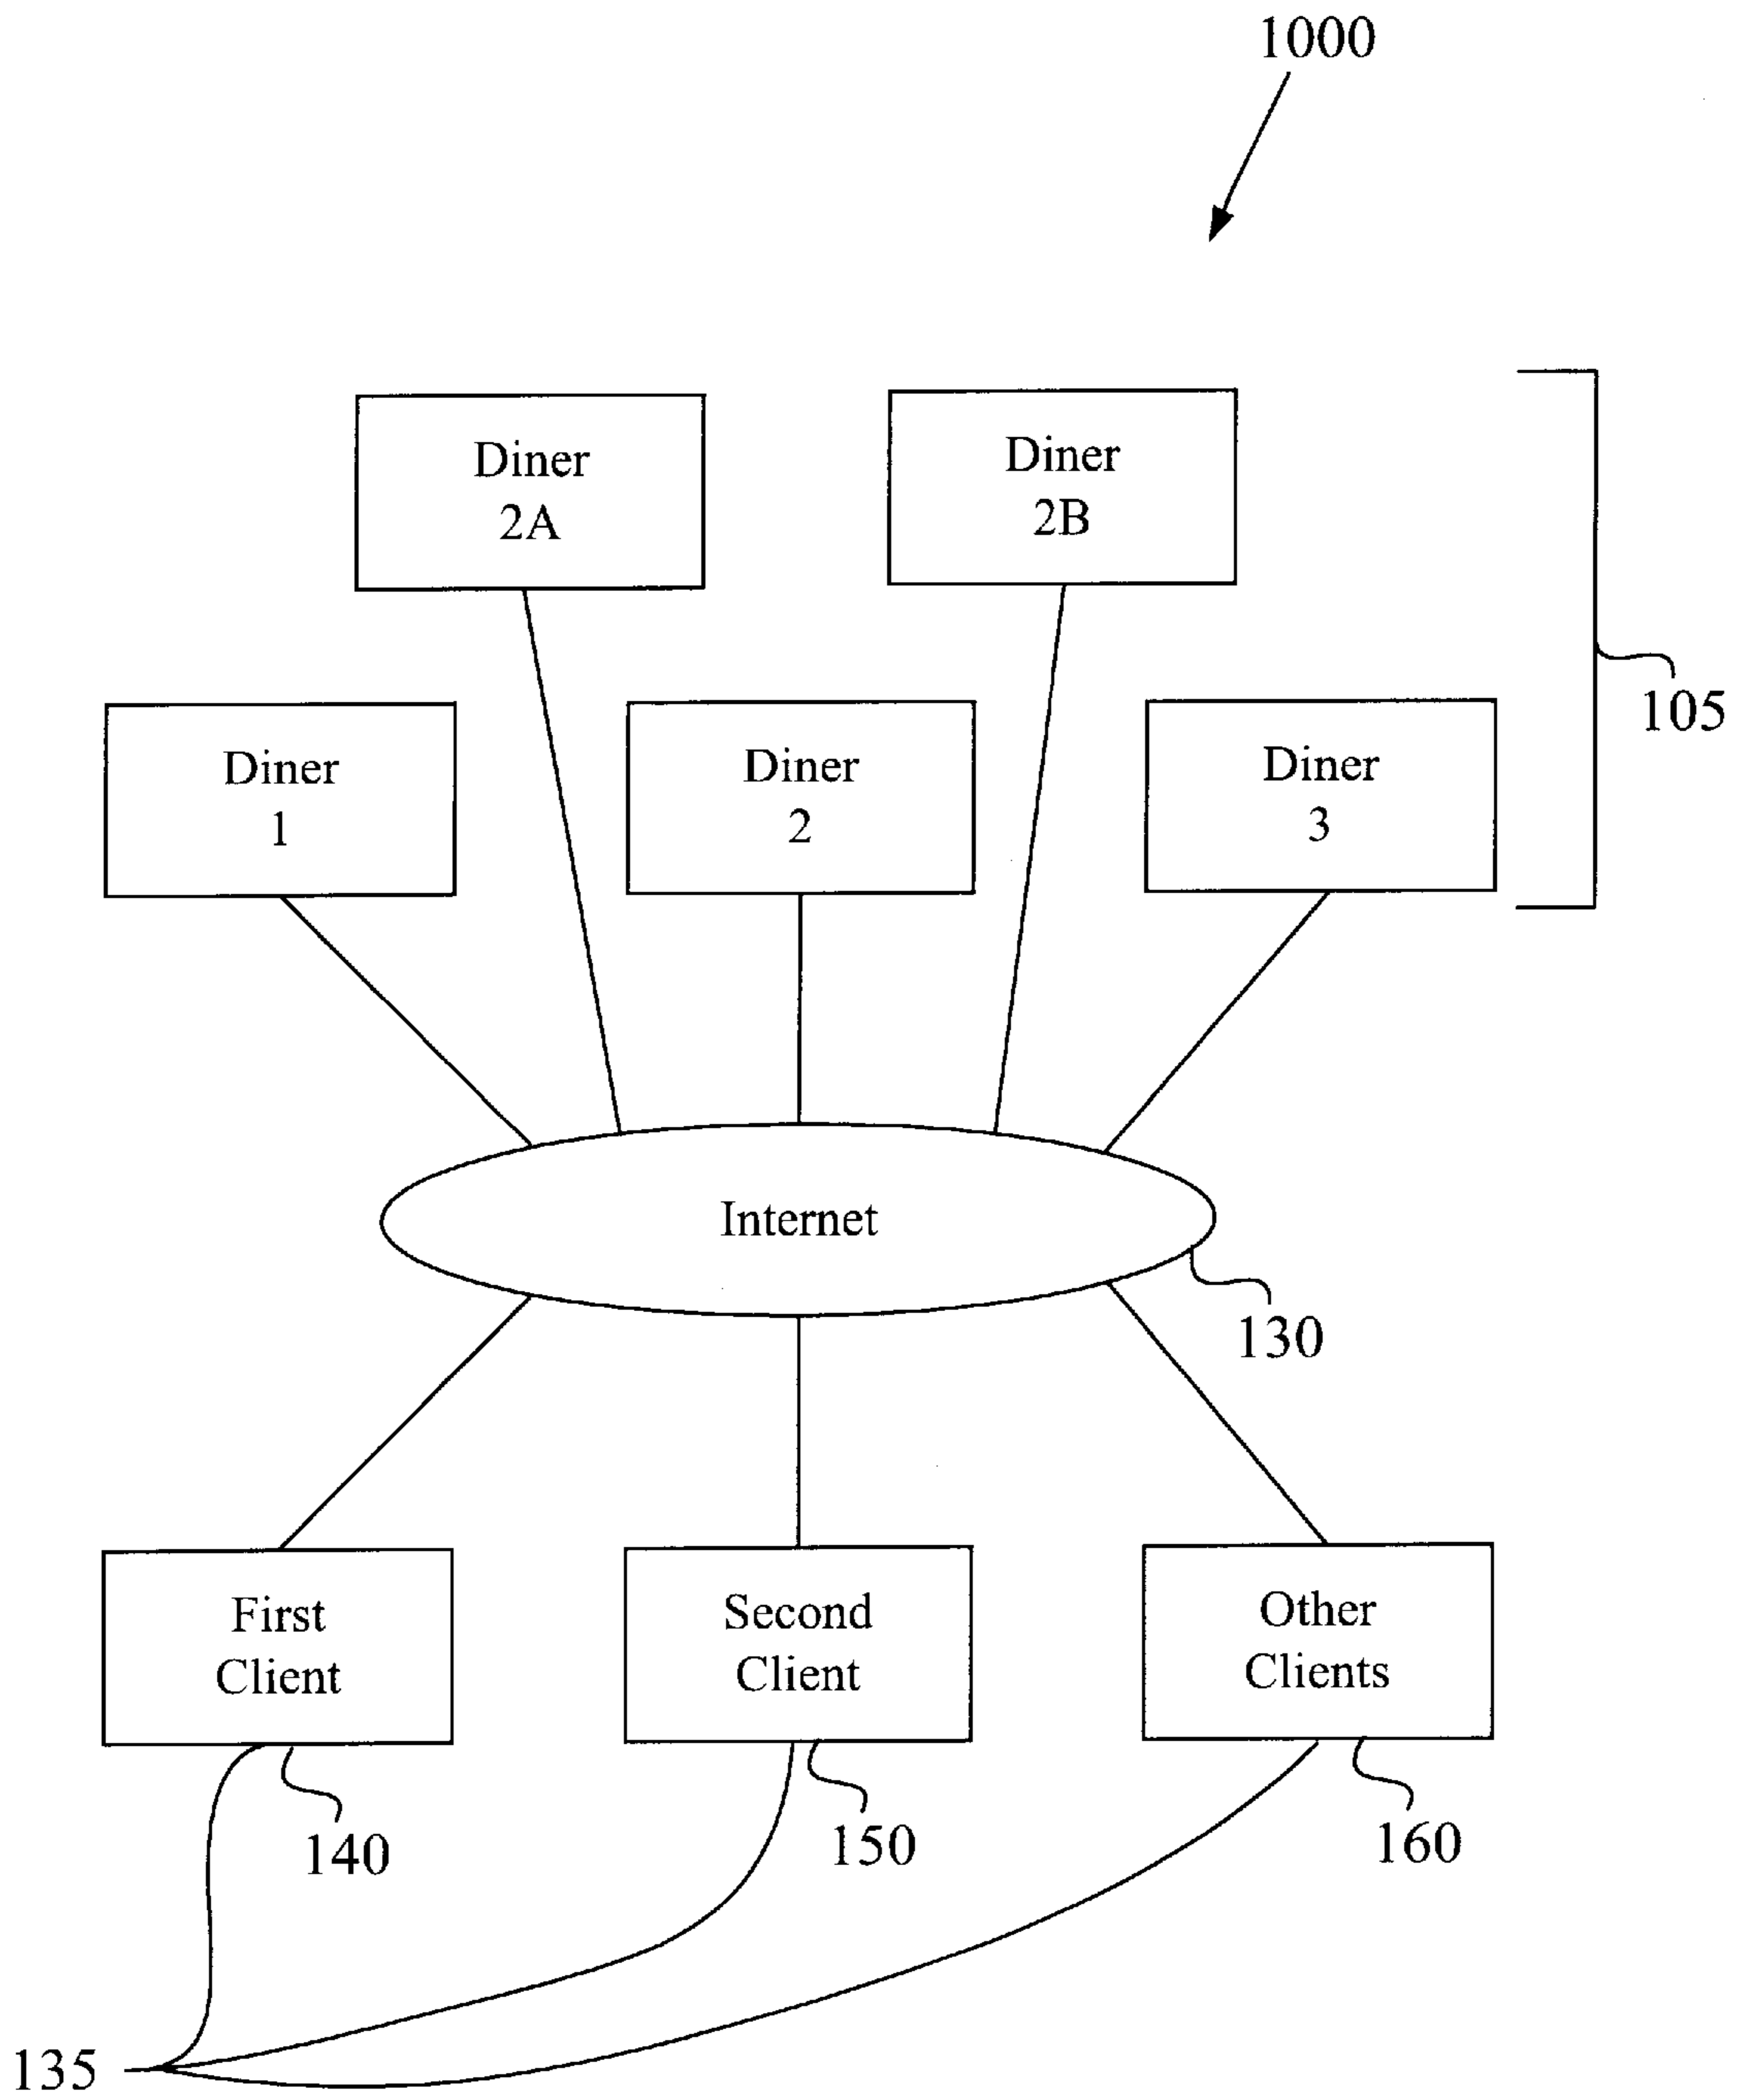 1000
Diner
2A
Diner
2B
105
Diner
1
Diner
2
Diner
3
Internet
130
First
Client
Second
Client
Other
Clients
140
150
160
135